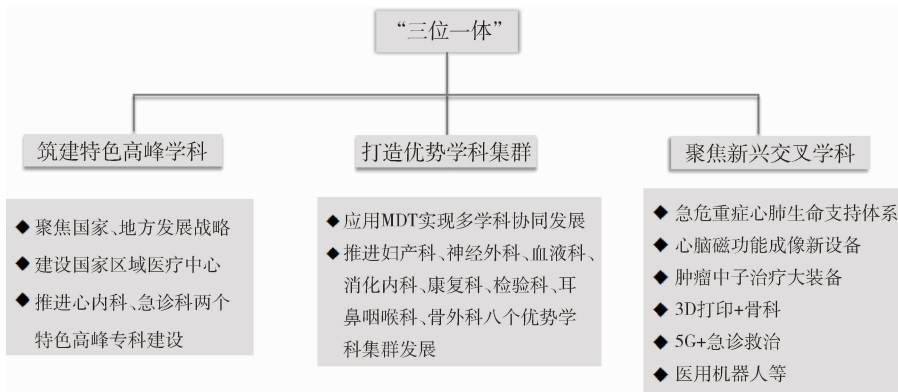 “三位一体”
筑建特色高峰学科
◆聚焦国家、地方发展战略
◆建设国家区域医疗中心
◆推进心内科、急诊科两个
特色高峰专科建设
打造优势学科集群
◆应用MDT实现多学科协同发展
◆推进妇产科、神经外科、血液科、
消化内科、康复科、检验科、耳
鼻咽喉科、骨外科八个优势学
科集群发展
聚焦新兴交叉学科
◆急危重症心肺生命支持体系
◆心脑磁功能成像新设备
◆肿瘤中子治疗大装备
◆3D打印+骨科
◆5G+急诊救治
◆医用机器人等